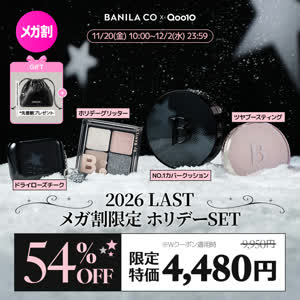 BANILA CO × Qoo10
11/20(金) 10:00~12/2(水) 23:59
メガ割
GIFT
*先着順プレゼント
ホリデーグリッター
ツヤブースティング
B.
B.
B.
NO.1カバークッション
ドライローズチーク
2026 LAST
メガ割限定 ホリデーSET
54%OFF
限定特価
※Wクーポン適用時
9,950円
4,480円